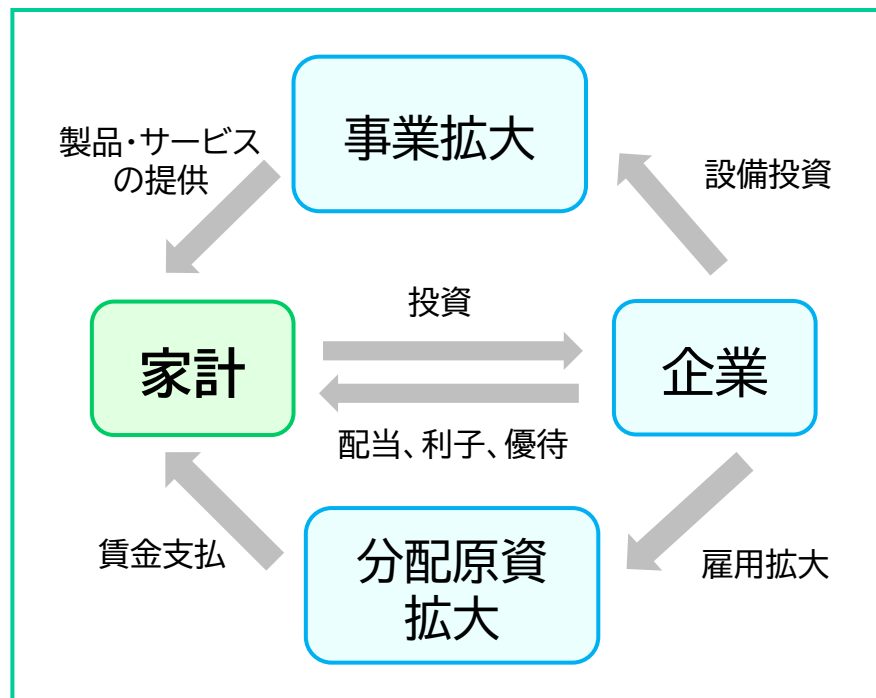 事業拡大
製品・サービス
の提供
設備投資
投資
家計
企業
配当、利子、優待
分配原資
拡大
賃金支払
雇用拡大